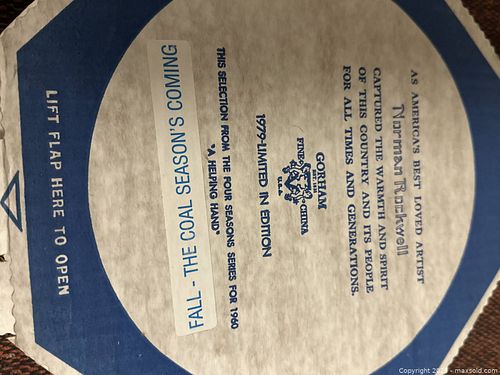 AS AMERICA'S BEST LOVED ARTIST
Norman Rockwell
CAPTURED THE WARMTH AND SPIRIT
OF THIS COUNTRY AND ITS PEOPLE
FOR ALL TIMES AND GENERATIONS.
GORHAM
FINE CHINA
U.S.A.
1979-LIMITED IN EDITION
THIS SELECTION FROM THE FOUR SEASONS SERIES FOR 1960
"A HELPING HAND"
FALL - THE COAL SEASON'S COMING
LIFT FLAP HERE TO OPEN